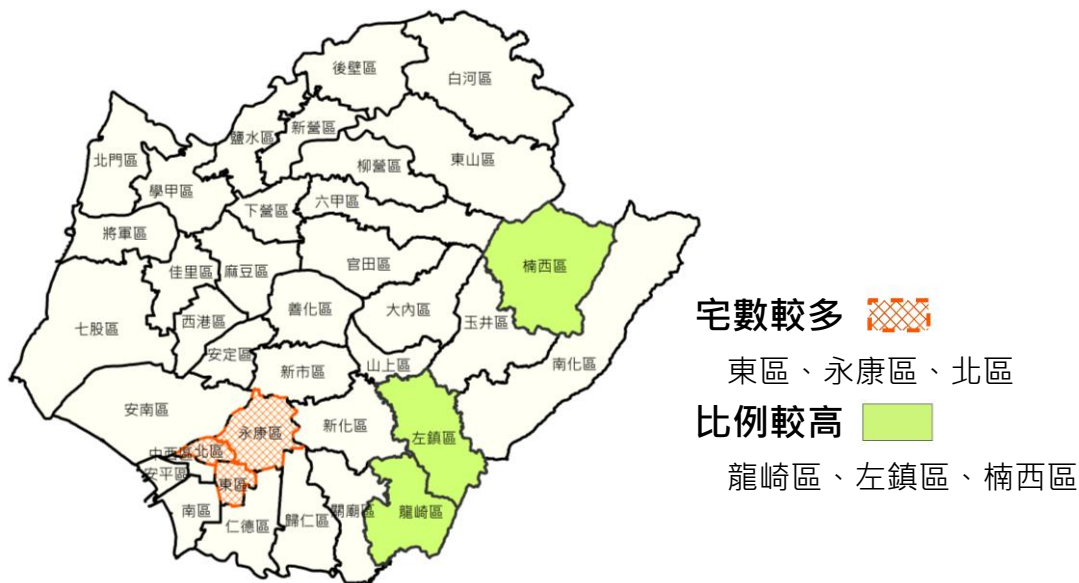 後壁區
白河區
新營區
鹽水區
北門區
東山區
柳營區
學甲區
六甲區
下營區
將軍區
楠西區
官田區
佳里區
麻豆區
善化區
大內區
西港區
玉井區
七股區
安定區
南化區
山上區
新市區
安南區
新化區
永康區
左鎮區
中西區
北區
安平區
東區
南區
仁德區
歸仁區
關廟區
龍崎區
宅數較多
東區、永康區、北區
比例較高
龍崎區、左鎮區、楠西區